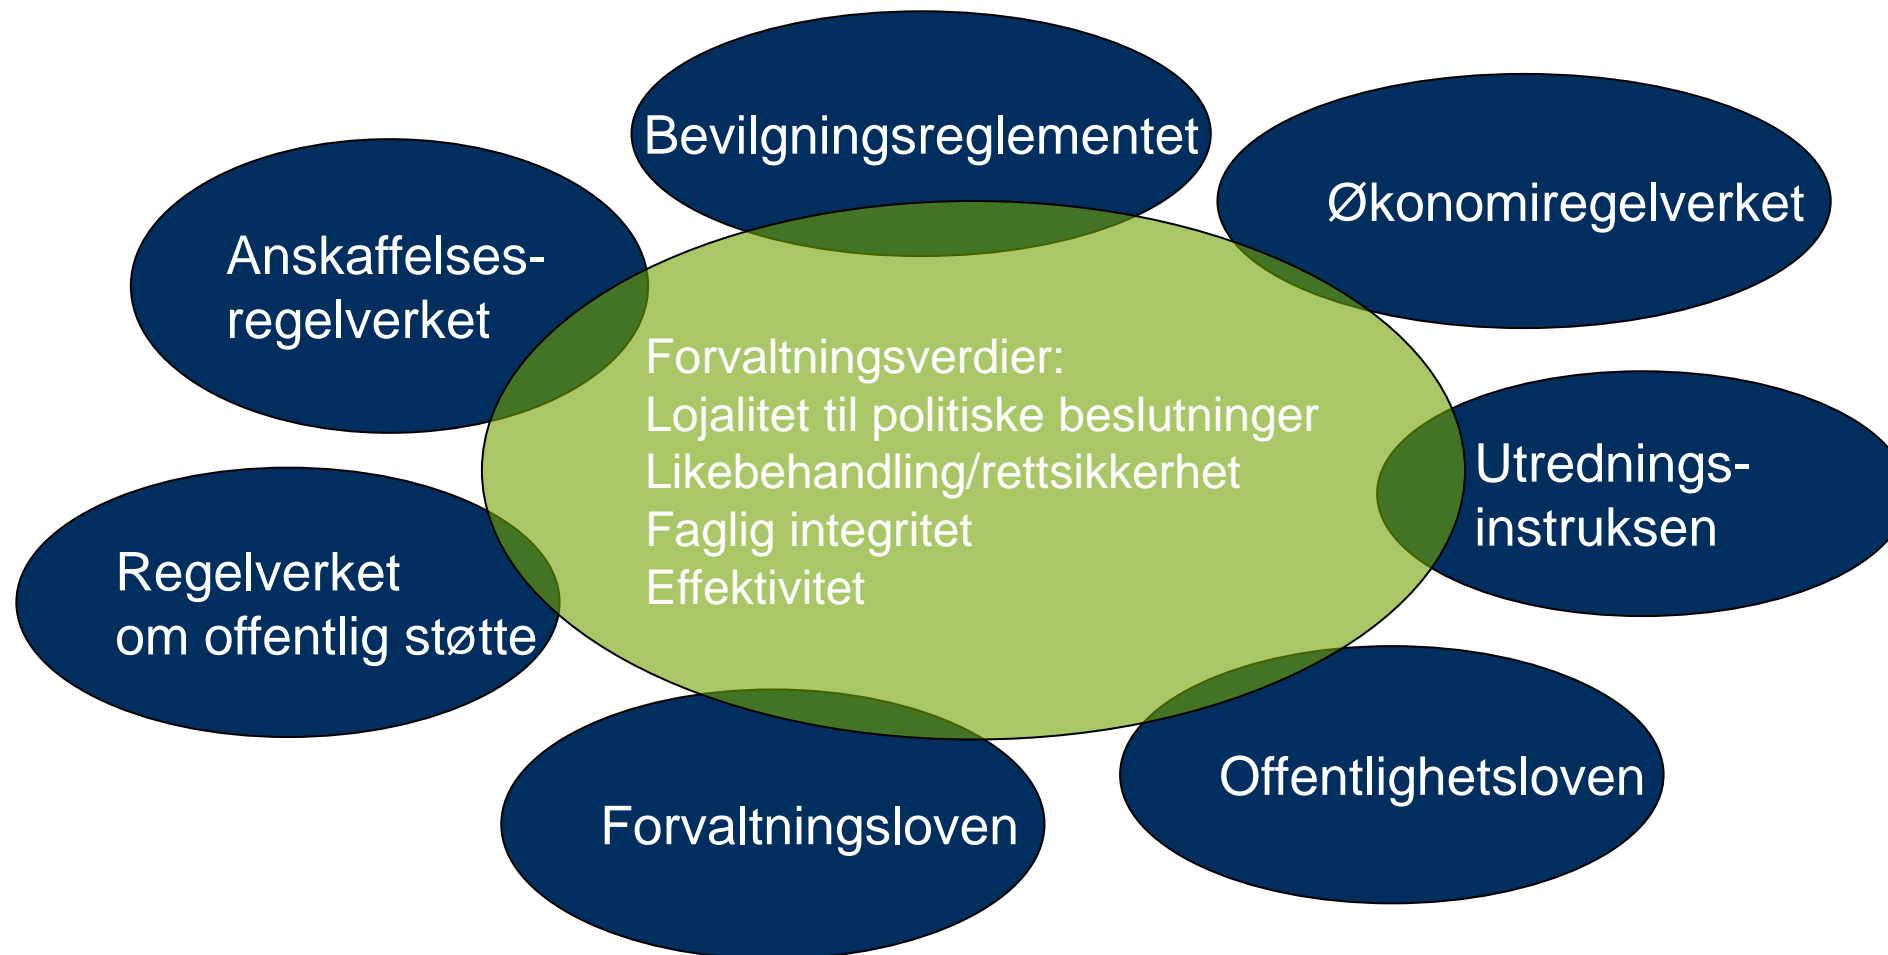 Bevilgningsreglementet
Økonomiregelverket
Anskaffelses-
regelverket
Forvaltningsverdier:
Lojalitet til politiske beslutninger
Likebehandling/rettsikkerhet
Faglig integritet
Effektivitet
Utrednings-
instruksen
Regelverket
om offentlig støtte
Offentlighetsloven
Forvaltningsloven